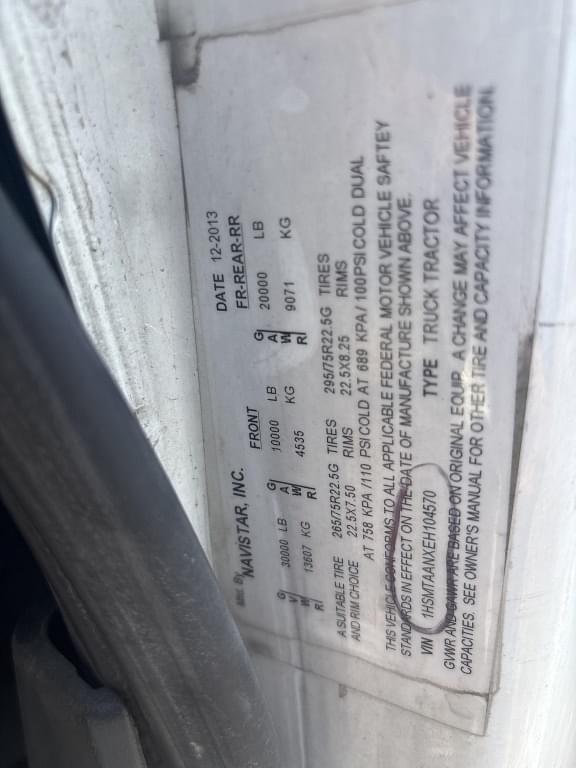 Mfd. By NAVISTAR, INC. DATE 12-2013
FRONT FR-REAR-RR
GVWR 30000 LB GAWR 10000 LB GAWR 20000 LB
13607 KG 4535 KG 9071 KG
A SUITABLE TIRE 265/75R22.5G TIRES 295/75R22.5G TIRES
AND RIM CHOICE 22.5X7.50 RIMS 22.5X8.25 RIMS
AT 758 KPA /110 PSI COLD AT 689 KPA/ 100PSI COLD DUAL
THIS VEHICLE CONFORMS TO ALL APPLICABLE FEDERAL MOTOR VEHICLE SAFTEY
STANDARDS IN EFFECT ON THE DATE OF MANUFACTURE SHOWN ABOVE.
VIN 1HSMTAANXEH104570 TYPE TRUCK TRACTOR
GVWR AND GAWR ARE BASED ON ORIGINAL EQUIP. A CHANGE MAY AFFECT VEHICLE
CAPACITIES. SEE OWNER'S MANUAL FOR OTHER TIRE AND CAPACITY INFORMATION.